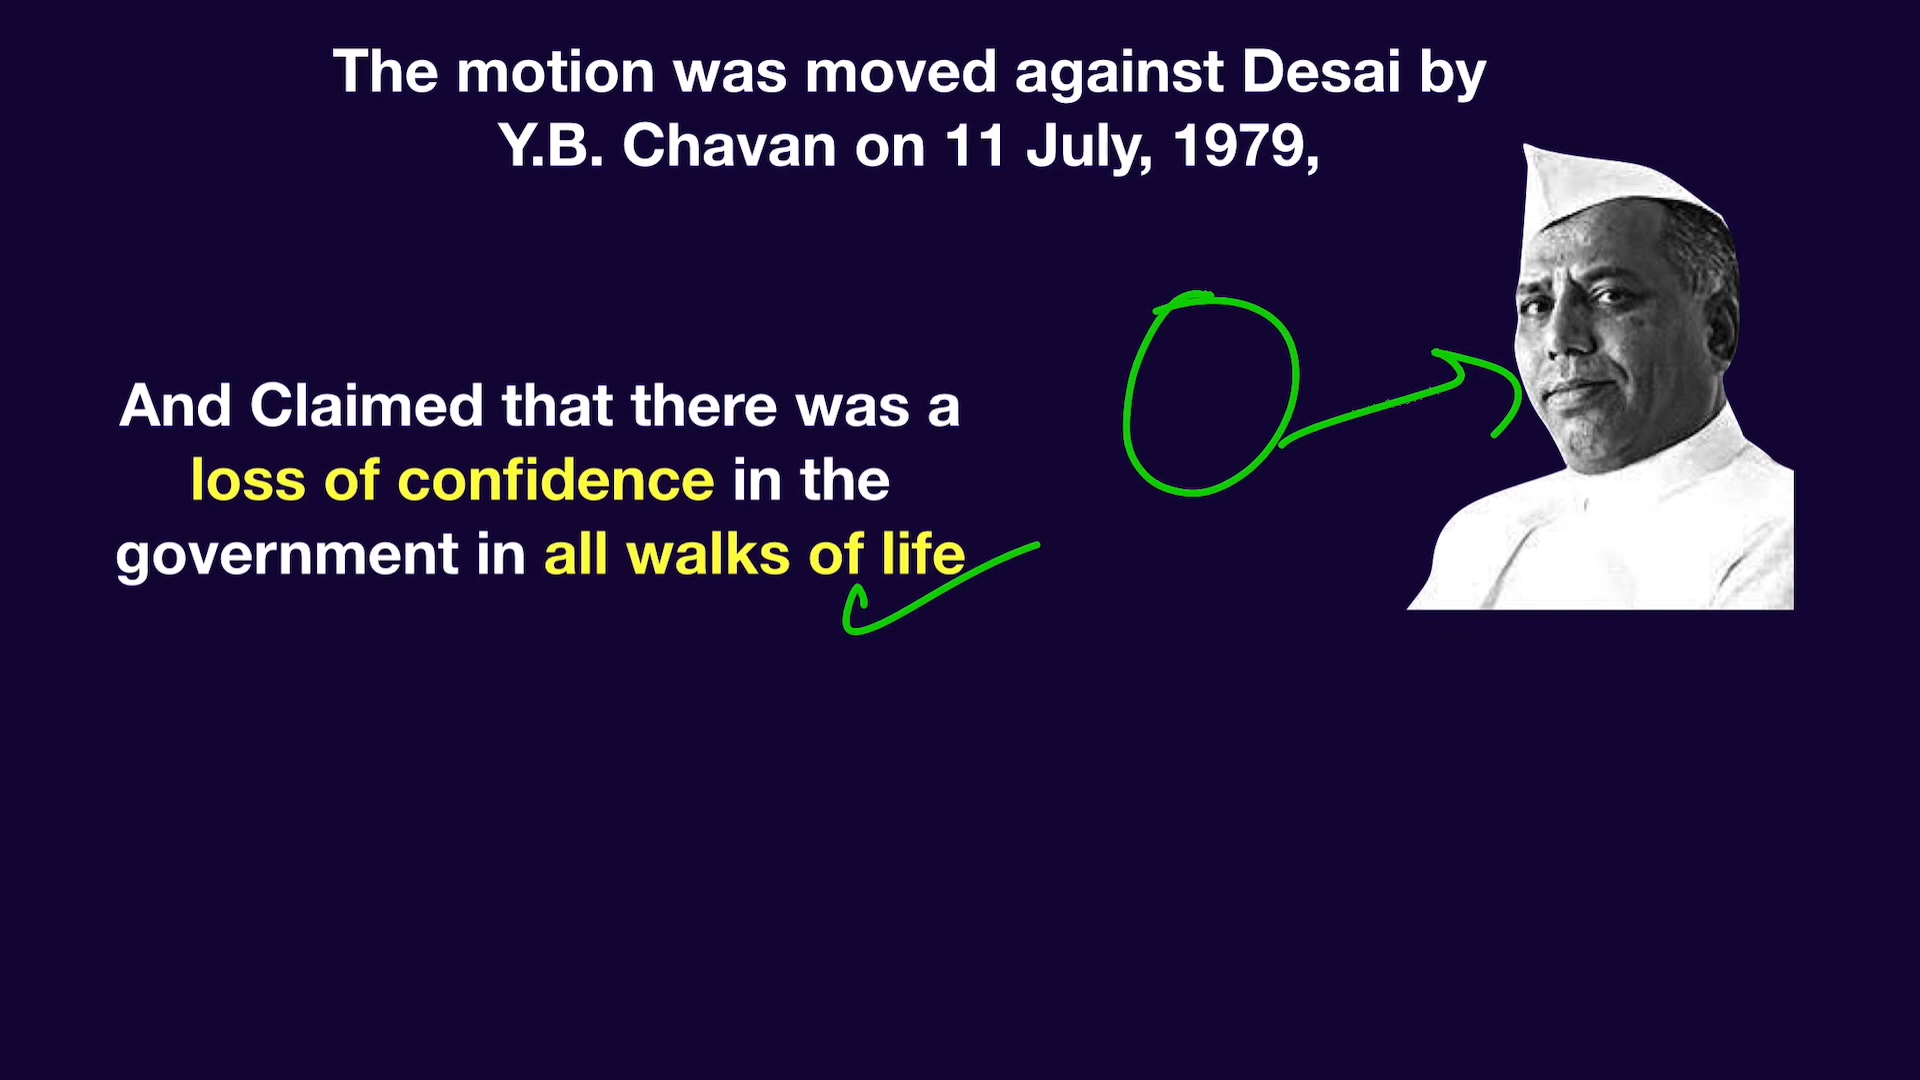 The motion was moved against Desai by
Y.B. Chavan on 11 July, 1979,
And Claimed that there was a
loss of confidence in the
government in all walks of life